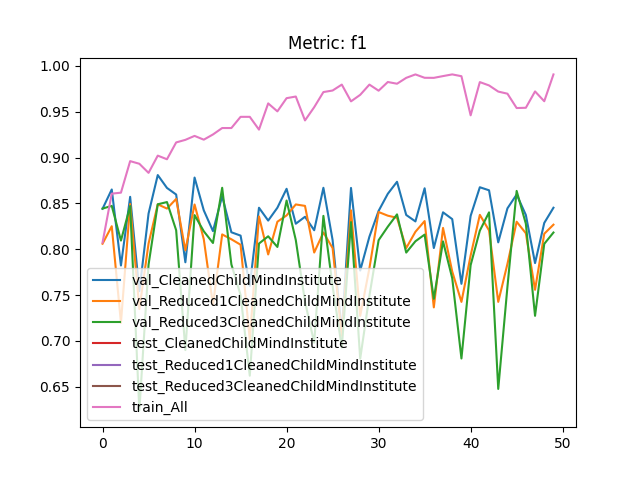 Metric: f1
1.00
0.95
0.90
0.85
0.80
0.75
0.70
0.65
val_CleanedChildMindInstitute
val_Reduced1CleanedChildMindInstitute
val_Reduced3CleanedChildMindInstitute
test_CleanedChildMindInstitute
test_Reduced1CleanedChildMindInstitute
test_Reduced3CleanedChildMindInstitute
train_All
0 10 20 30 40 50